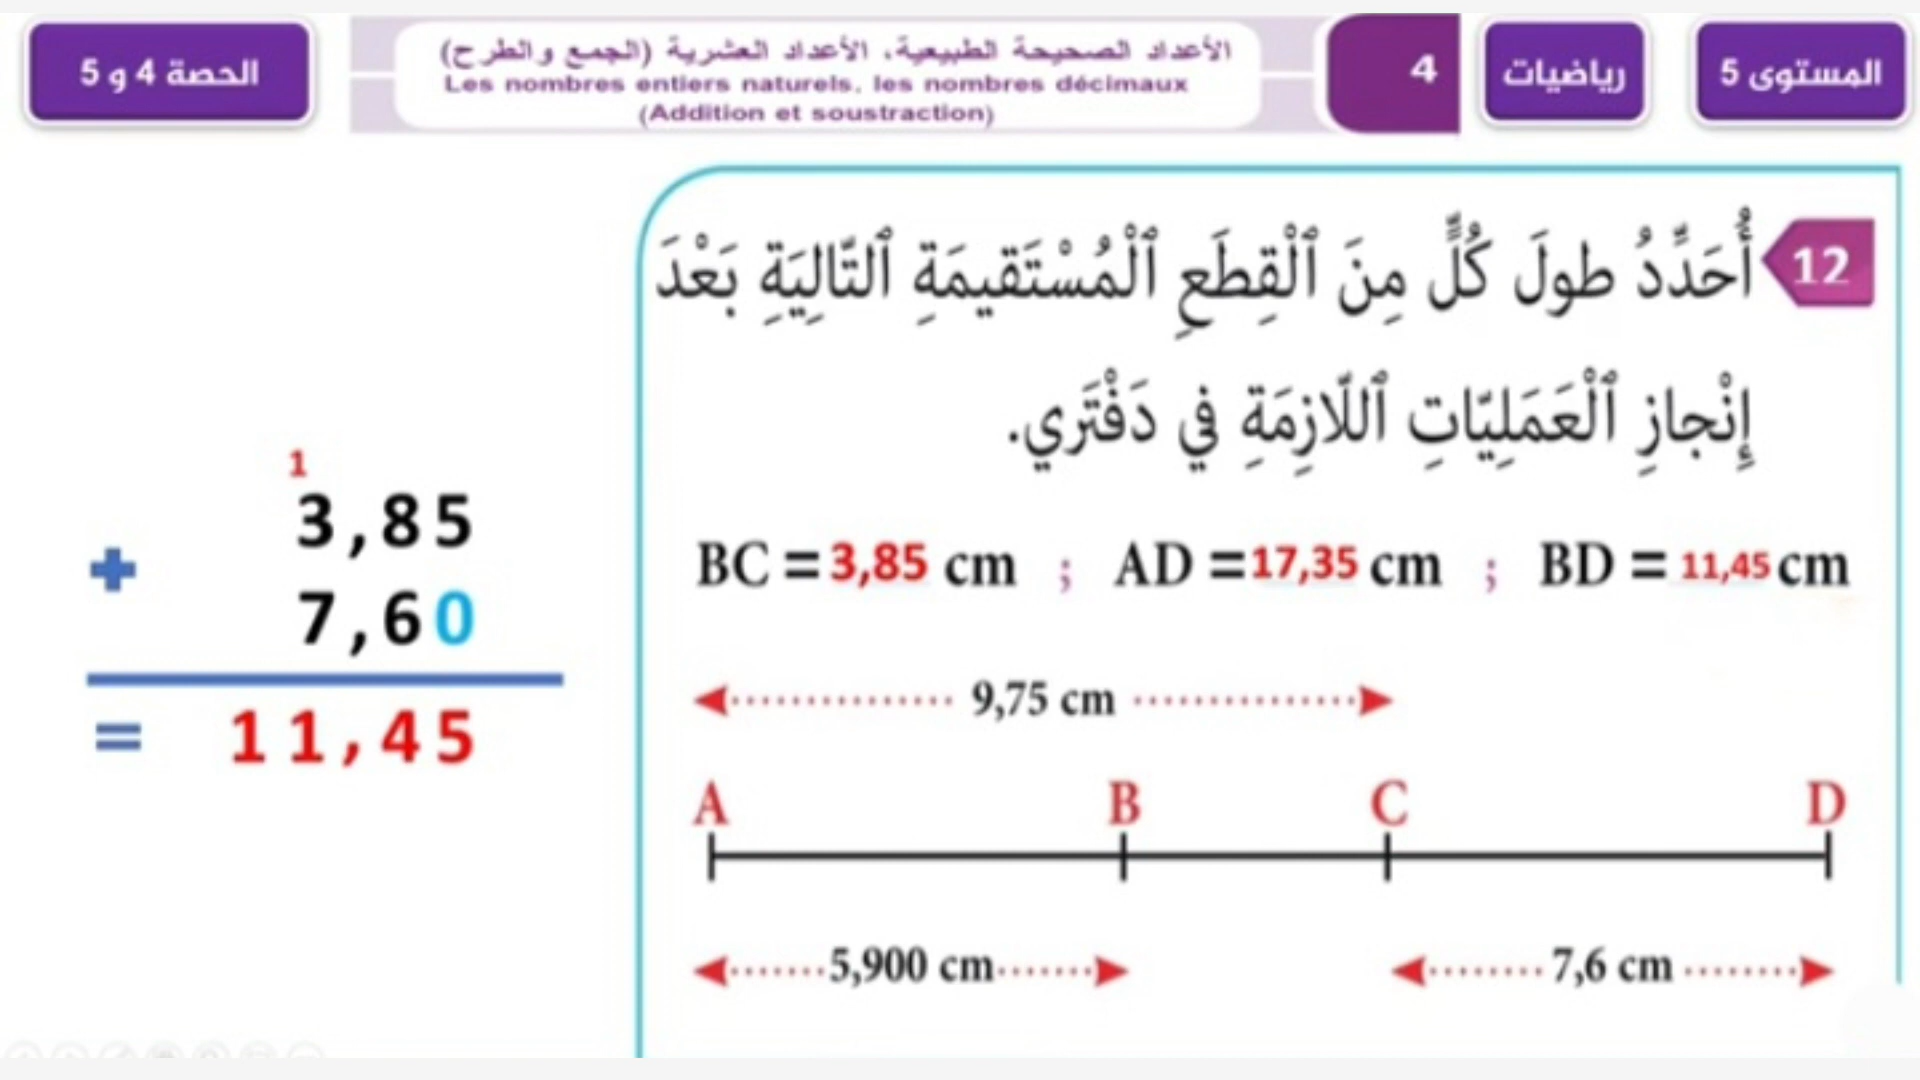 المستوى 5
رياضيات
4
الأعداد الصحيحة الطبيعية، الأعداد العشرية (الجمع والطرح)
Les nombres entiers naturels, les nombres décimaux
(Addition et soustraction)
الحصة 4 و 5
12
أُحَدِّدُ طولَ كُلٍّ مِنَ ٱلْقِطَعِ ٱلْمُسْتَقيمَةِ ٱلتّالِيَةِ بَعْدَ
إِنْجازِ ٱلْعَمَلِيّاتِ ٱللّازِمَةِ في دَفْتَري.
BC = 3,85 cm ; AD = 17,35 cm ; BD = 11,45 cm
9,75 cm
A B C D
5,900 cm 7,6 cm
1
3,85
+
7,60
= 11,45